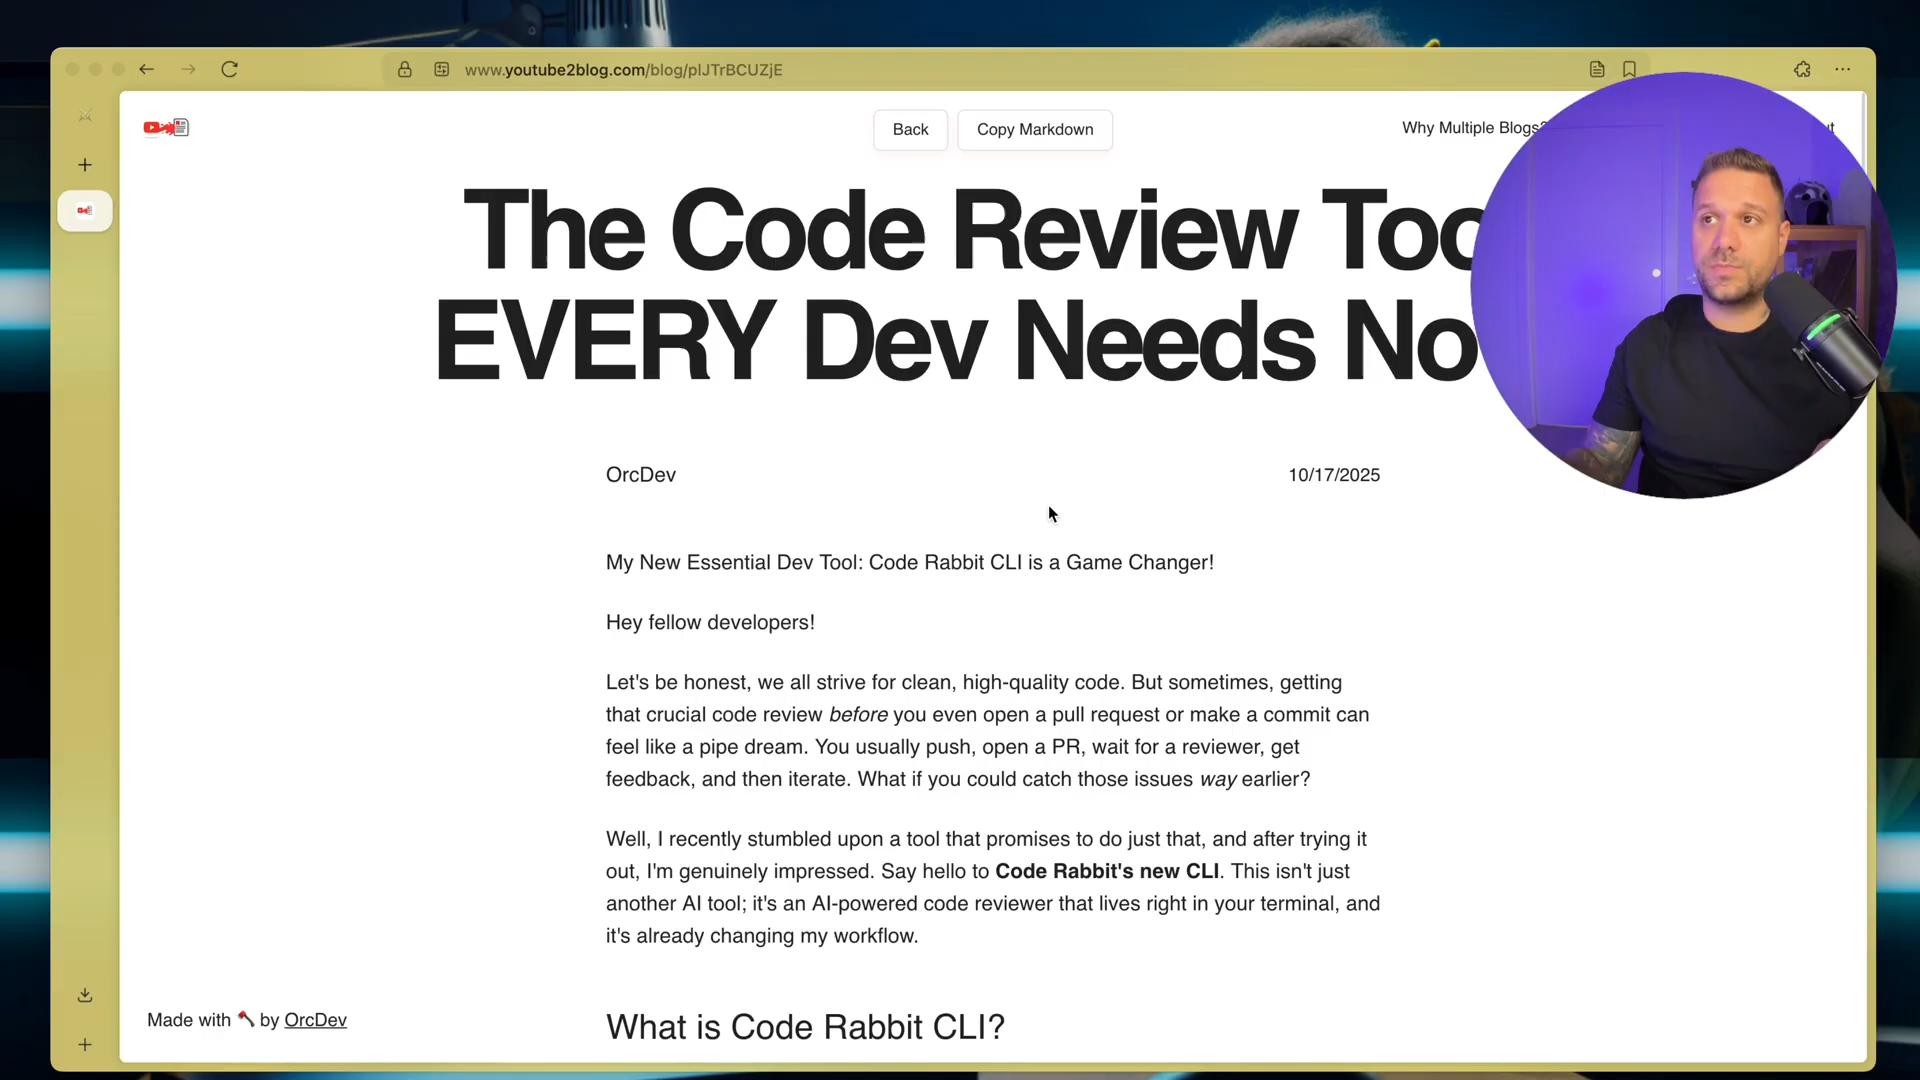 www.youtube2blog.com/blog/plJTrBCUZjE
Back
Copy Markdown
Why Multiple Blogs?
The Code Review Too
EVERY Dev Needs No
OrcDev
10/17/2025
My New Essential Dev Tool: Code Rabbit CLI is a Game Changer!
Hey fellow developers!
Let's be honest, we all strive for clean, high-quality code. But sometimes, getting
that crucial code review before you even open a pull request or make a commit can
feel like a pipe dream. You usually push, open a PR, wait for a reviewer, get
feedback, and then iterate. What if you could catch those issues way earlier?
Well, I recently stumbled upon a tool that promises to do just that, and after trying it
out, I'm genuinely impressed. Say hello to Code Rabbit's new CLI. This isn't just
another AI tool; it's an AI-powered code reviewer that lives right in your terminal, and
it's already changing my workflow.
Made with 🪓 by OrcDev
What is Code Rabbit CLI?